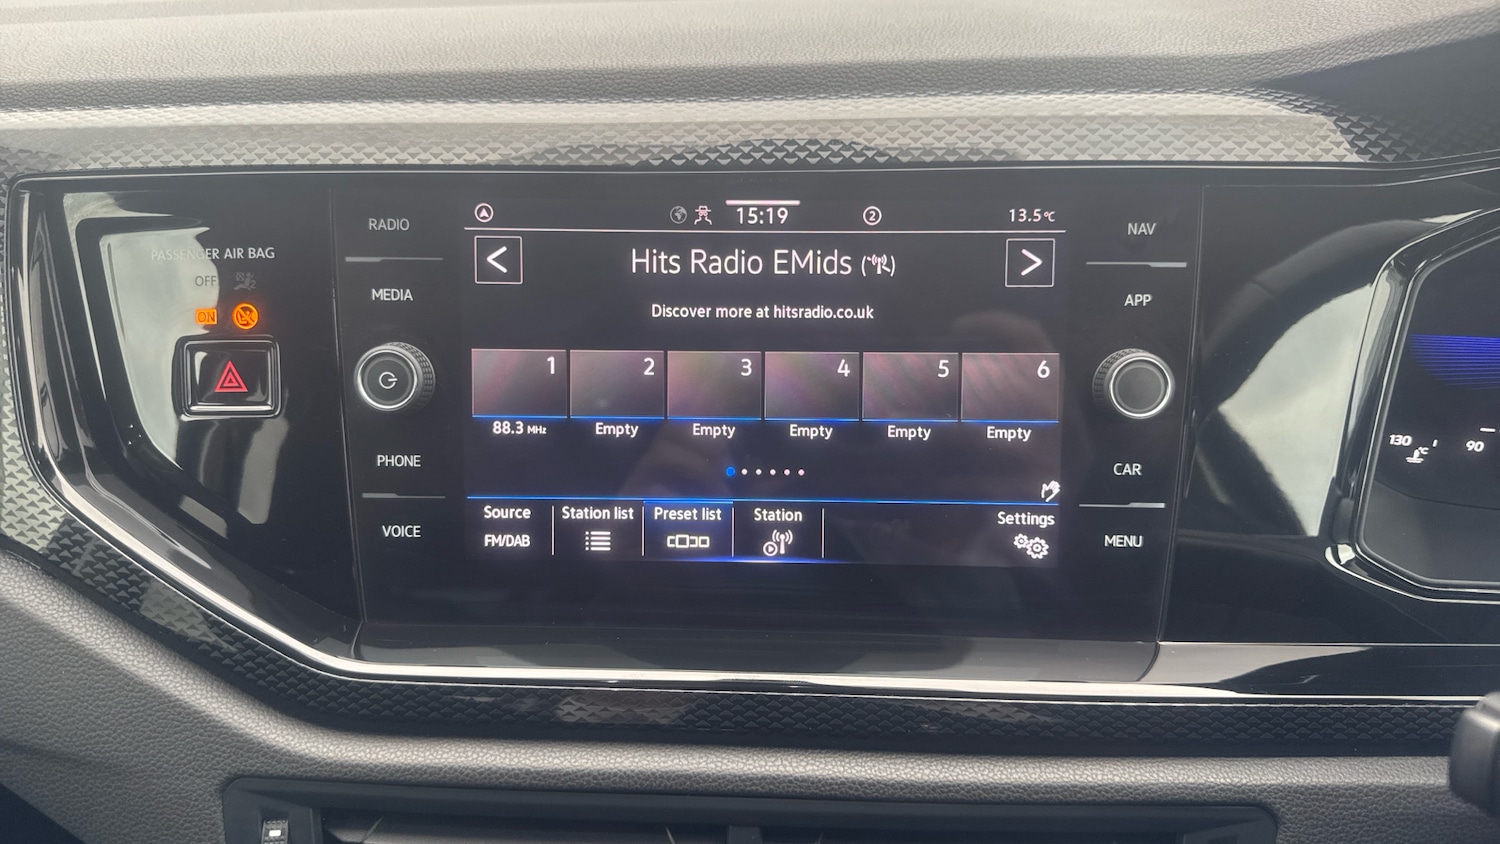 RADIO
MEDIA
PHONE
VOICE
PASSENGER AIR BAG
OFF
ON
15:19
2
13.5°C
Hits Radio EMids
Discover more at hitsradio.co.uk
1 2 3 4 5 6
88.3 MHz Empty Empty Empty Empty Empty
Source Station list Preset list Station Settings
FM/DAB
NAV
APP
CAR
MENU
130 90
°C